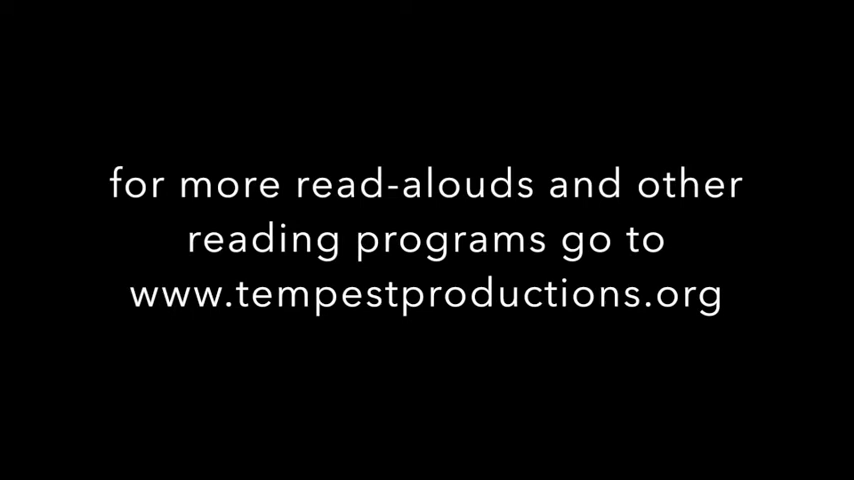 for more read-alouds and other
reading programs go to
www.tempestproductions.org